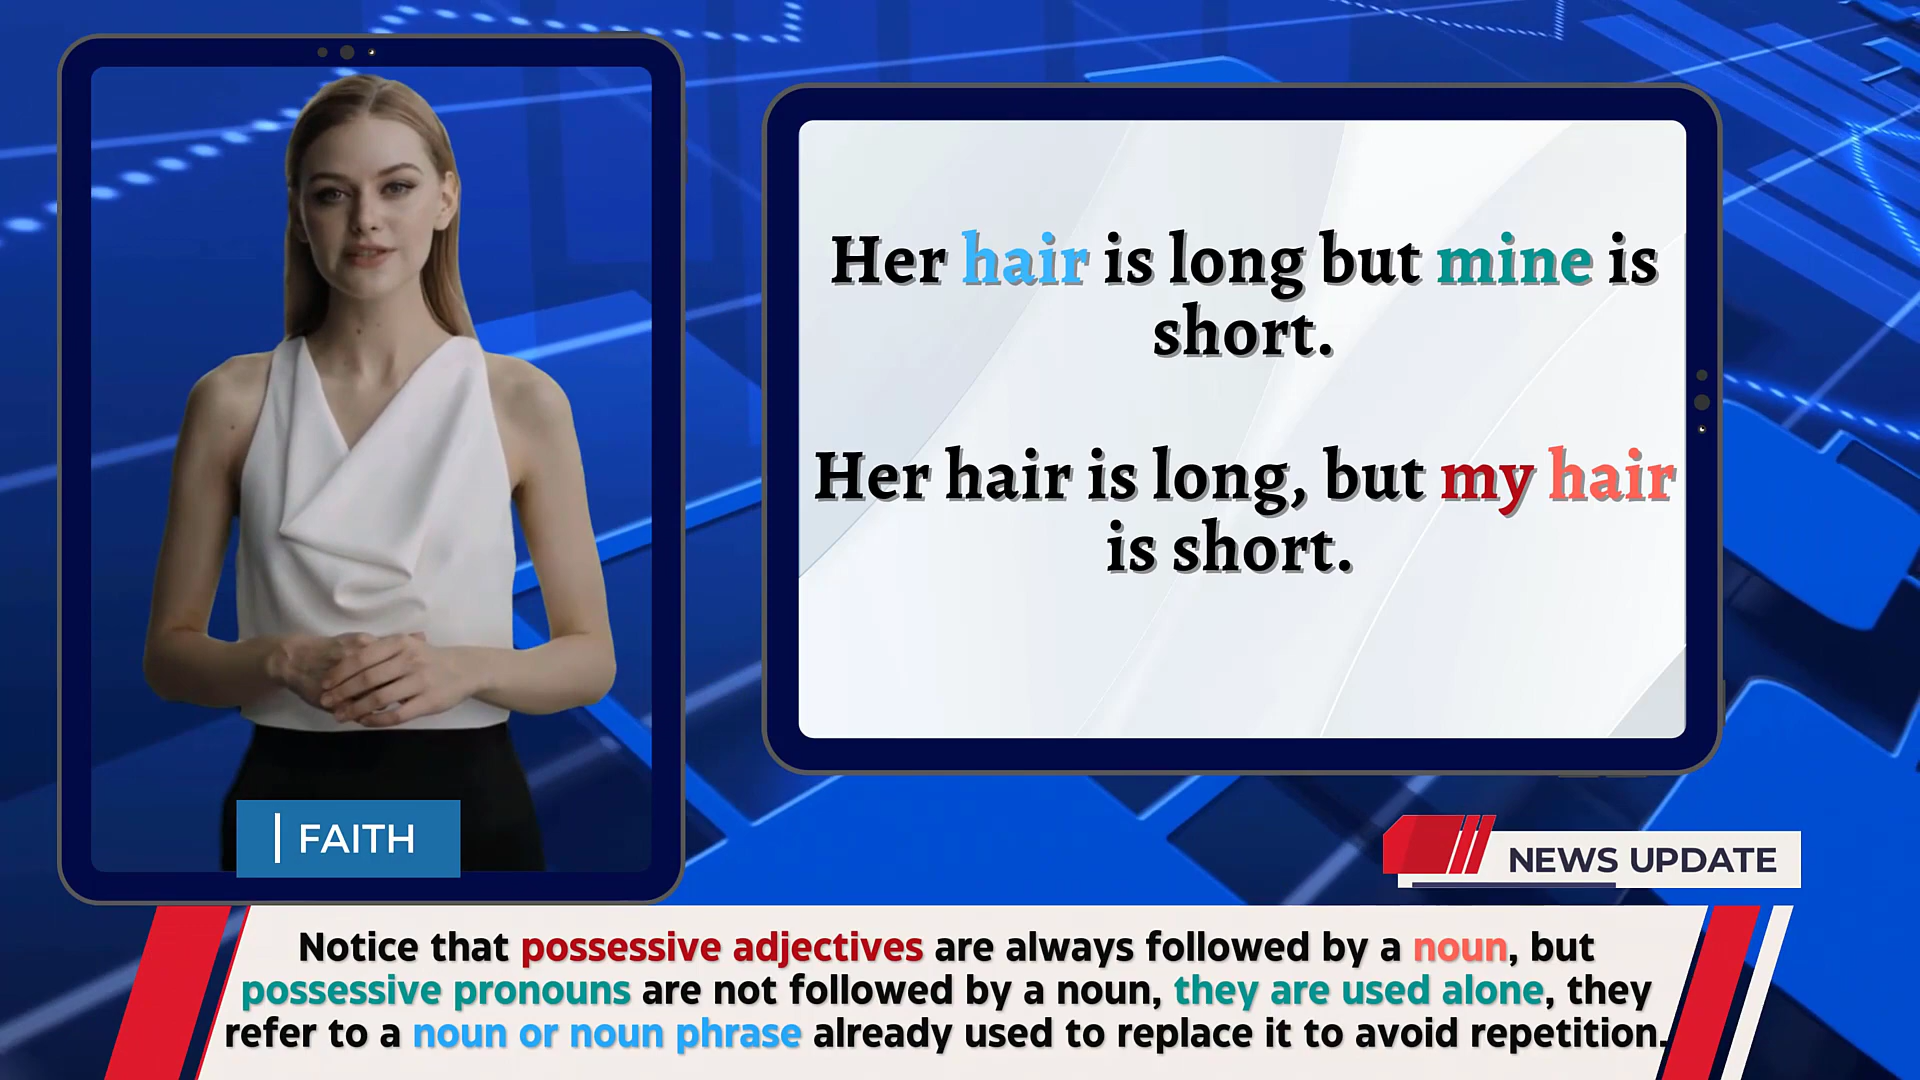 Her hair is long but mine is
short.
Her hair is long, but my hair
is short.
FAITH
NEWS UPDATE
Notice that possessive adjectives are always followed by a noun, but
possessive pronouns are not followed by a noun, they are used alone, they
refer to a noun or noun phrase already used to replace it to avoid repetition.